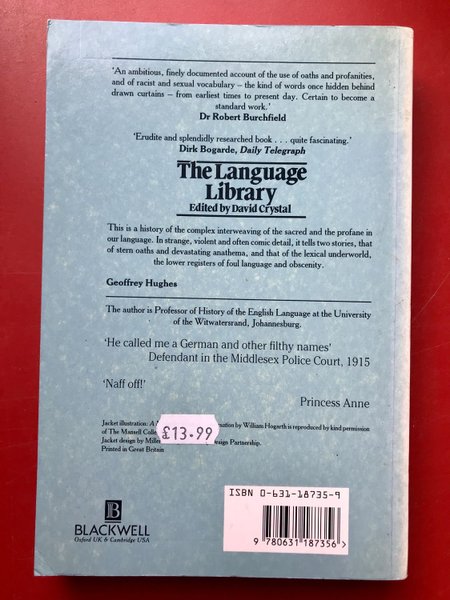 'An ambitious, finely documented account of the use of oaths and profanities,
and of racist and sexual vocabulary – the kind of words once hidden behind
drawn curtains – from earliest times to present day. Certain to become a
standard work.'
Dr Robert Burchfield
'Erudite and splendidly researched book . . . quite fascinating.'
Dirk Bogarde, Daily Telegraph
The Language
Library
Edited by David Crystal
This is a history of the complex interweaving of the sacred and the profane in
our language. In strange, violent and often comic detail, it tells two stories, that
of stern oaths and devastating anathema, and that of the lexical underworld,
the lower registers of foul language and obscenity.
Geoffrey Hughes
The author is Professor of History of the English Language at the University
of the Witwatersrand, Johannesburg.
'He called me a German and other filthy names'
Defendant in the Middlesex Police Court, 1915
'Naff off!'
Princess Anne
Jacket illustration: A by William Hogarth is reproduced by kind permission
of The Mansell
Jacket design by Partnership.
Printed in Great Britain
£13.99
B
BLACKWELL
Oxford UK & Cambridge USA
ISBN 0-631-18735-9
9 780631 187356 >